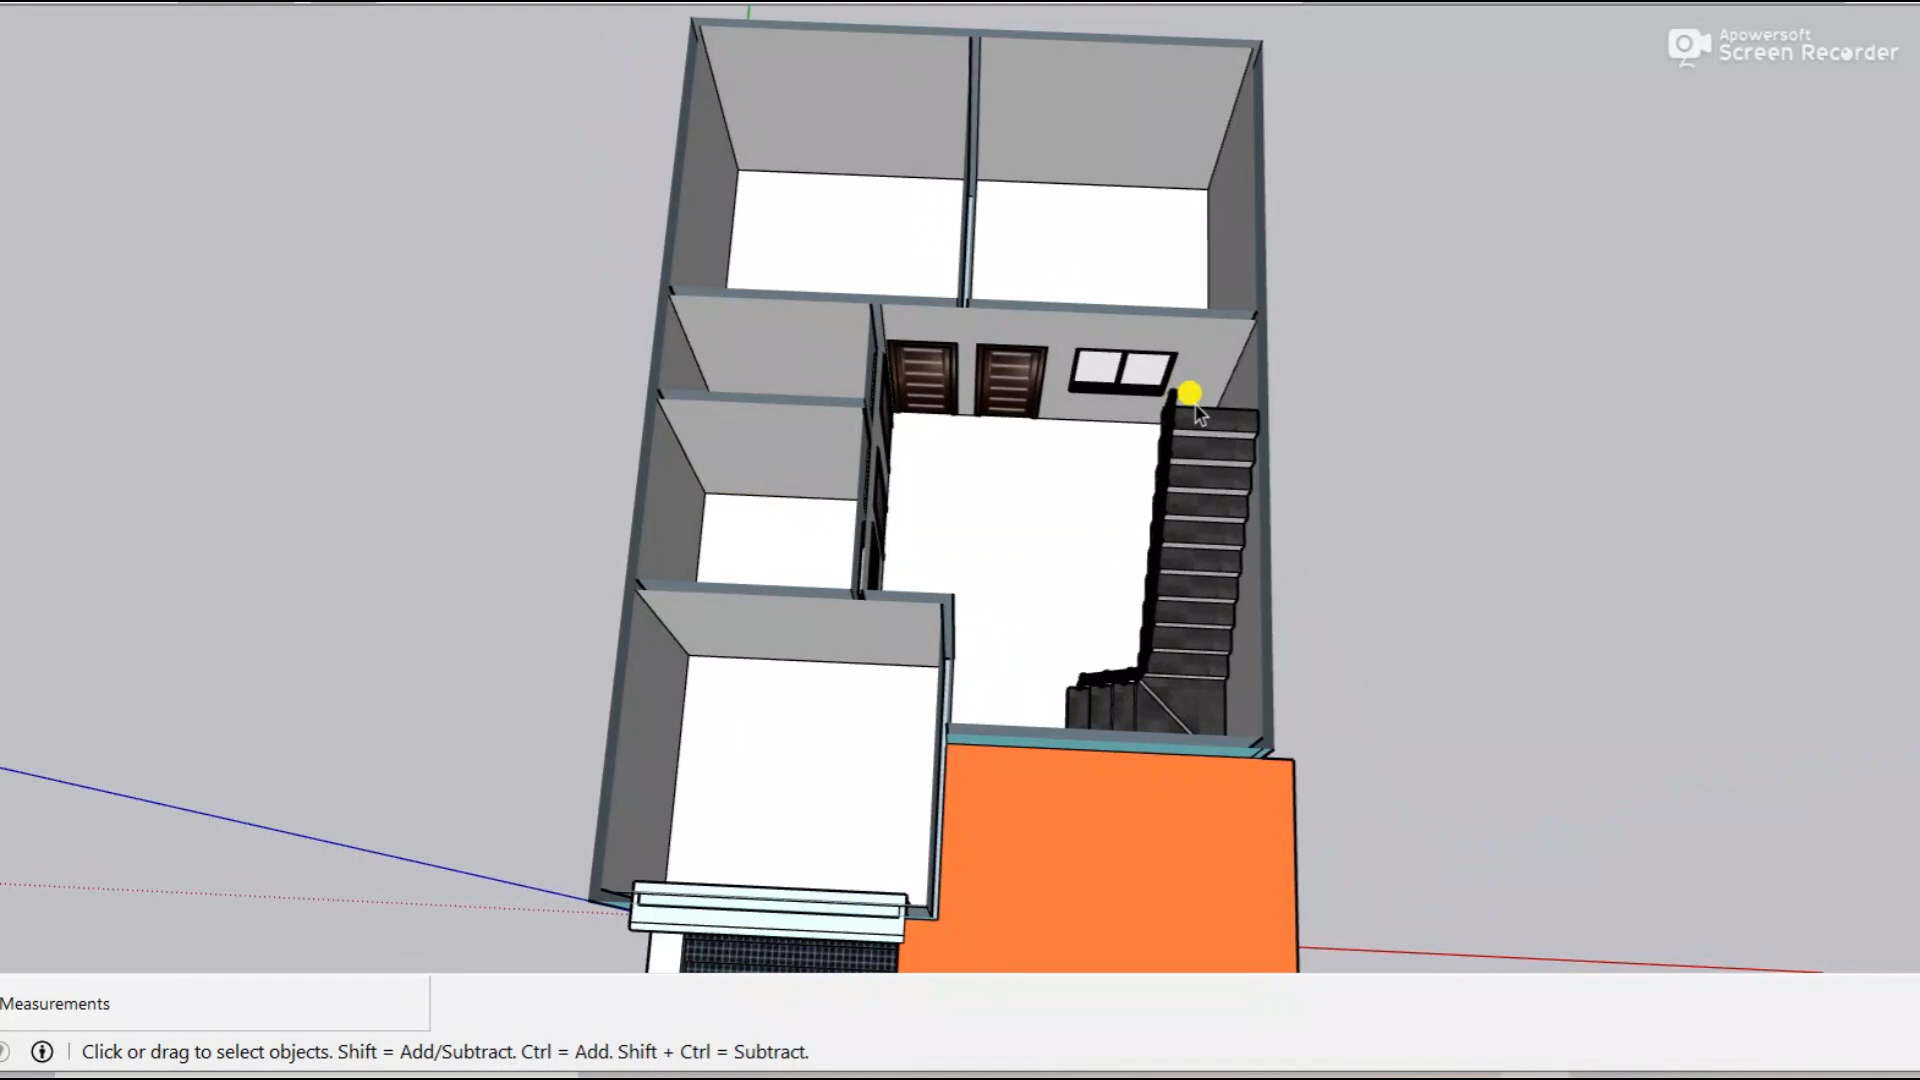 Apowersoft
Screen Recorder
Measurements
Click or drag to select objects. Shift = Add/Subtract. Ctrl = Add. Shift + Ctrl = Subtract.